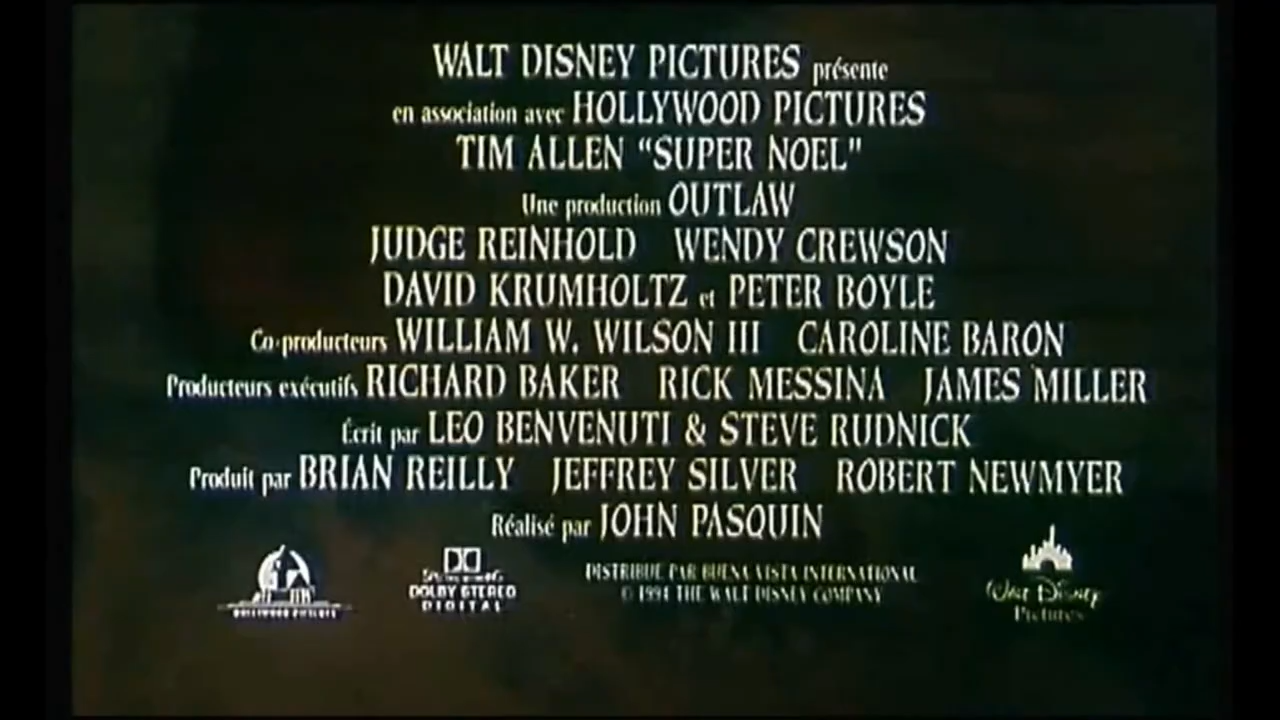 WALT DISNEY PICTURES présente
en association avec HOLLYWOOD PICTURES
TIM ALLEN “SUPER NOEL”
Une production OUTLAW
JUDGE REINHOLD WENDY CREWSON
DAVID KRUMHOLTZ et PETER BOYLE
Co-producteurs WILLIAM W. WILSON III CAROLINE BARON
Producteurs exécutifs RICHARD BAKER RICK MESSINA JAMES MILLER
Écrit par LEO BENVENUTI & STEVE RUDNICK
Produit par BRIAN REILLY JEFFREY SILVER ROBERT NEWMYER
Réalisé par JOHN PASQUIN
HOLLYWOOD PICTURES
DOLBY STEREO
DIGITAL
DISTRIBUE PAR BUENA VISTA INTERNATIONAL
© 1994 THE WALT DISNEY COMPANY
Walt Disney
Pictures